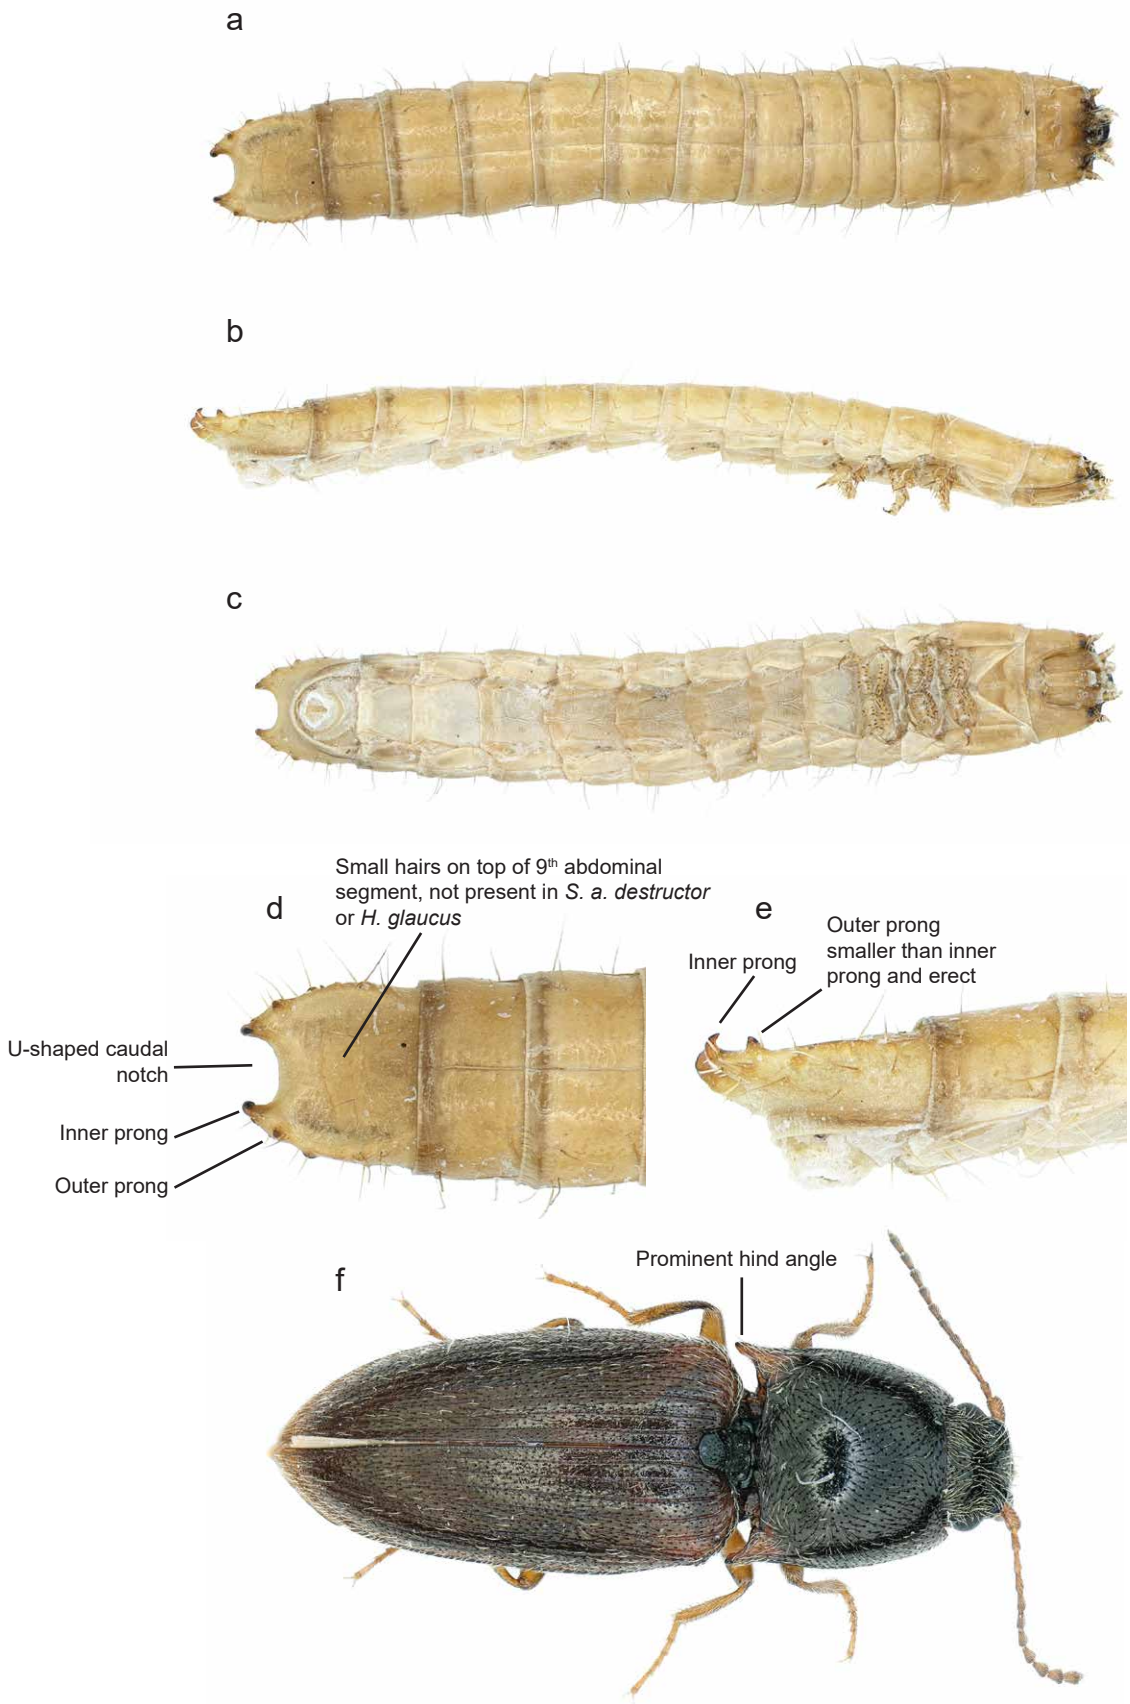 a
b
c
Small hairs on top of 9th abdominal
segment, not present in S. a. destructor
or H. glaucus
d
e
Outer prong
smaller than inner
prong and erect
Inner prong
U-shaped caudal
notch
Inner prong
Outer prong
f
Prominent hind angle